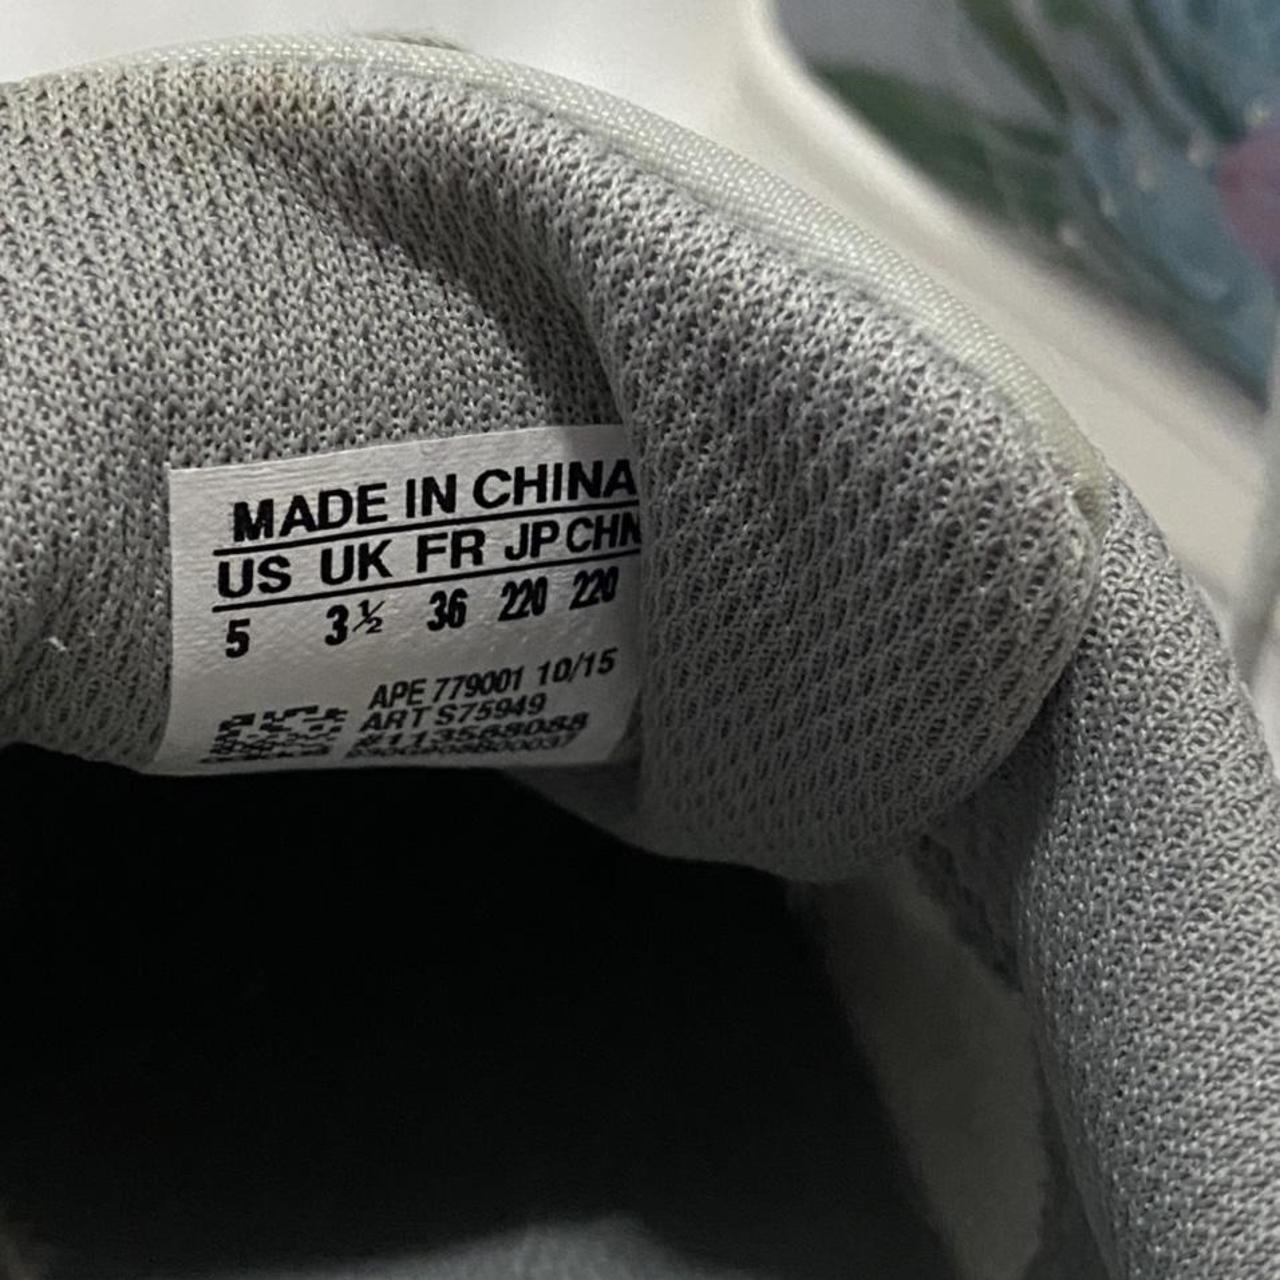 MADE IN CHINA
US UK FR JP CHN
5 3½ 36 220 220
APE 779001 10/15
ART S75949